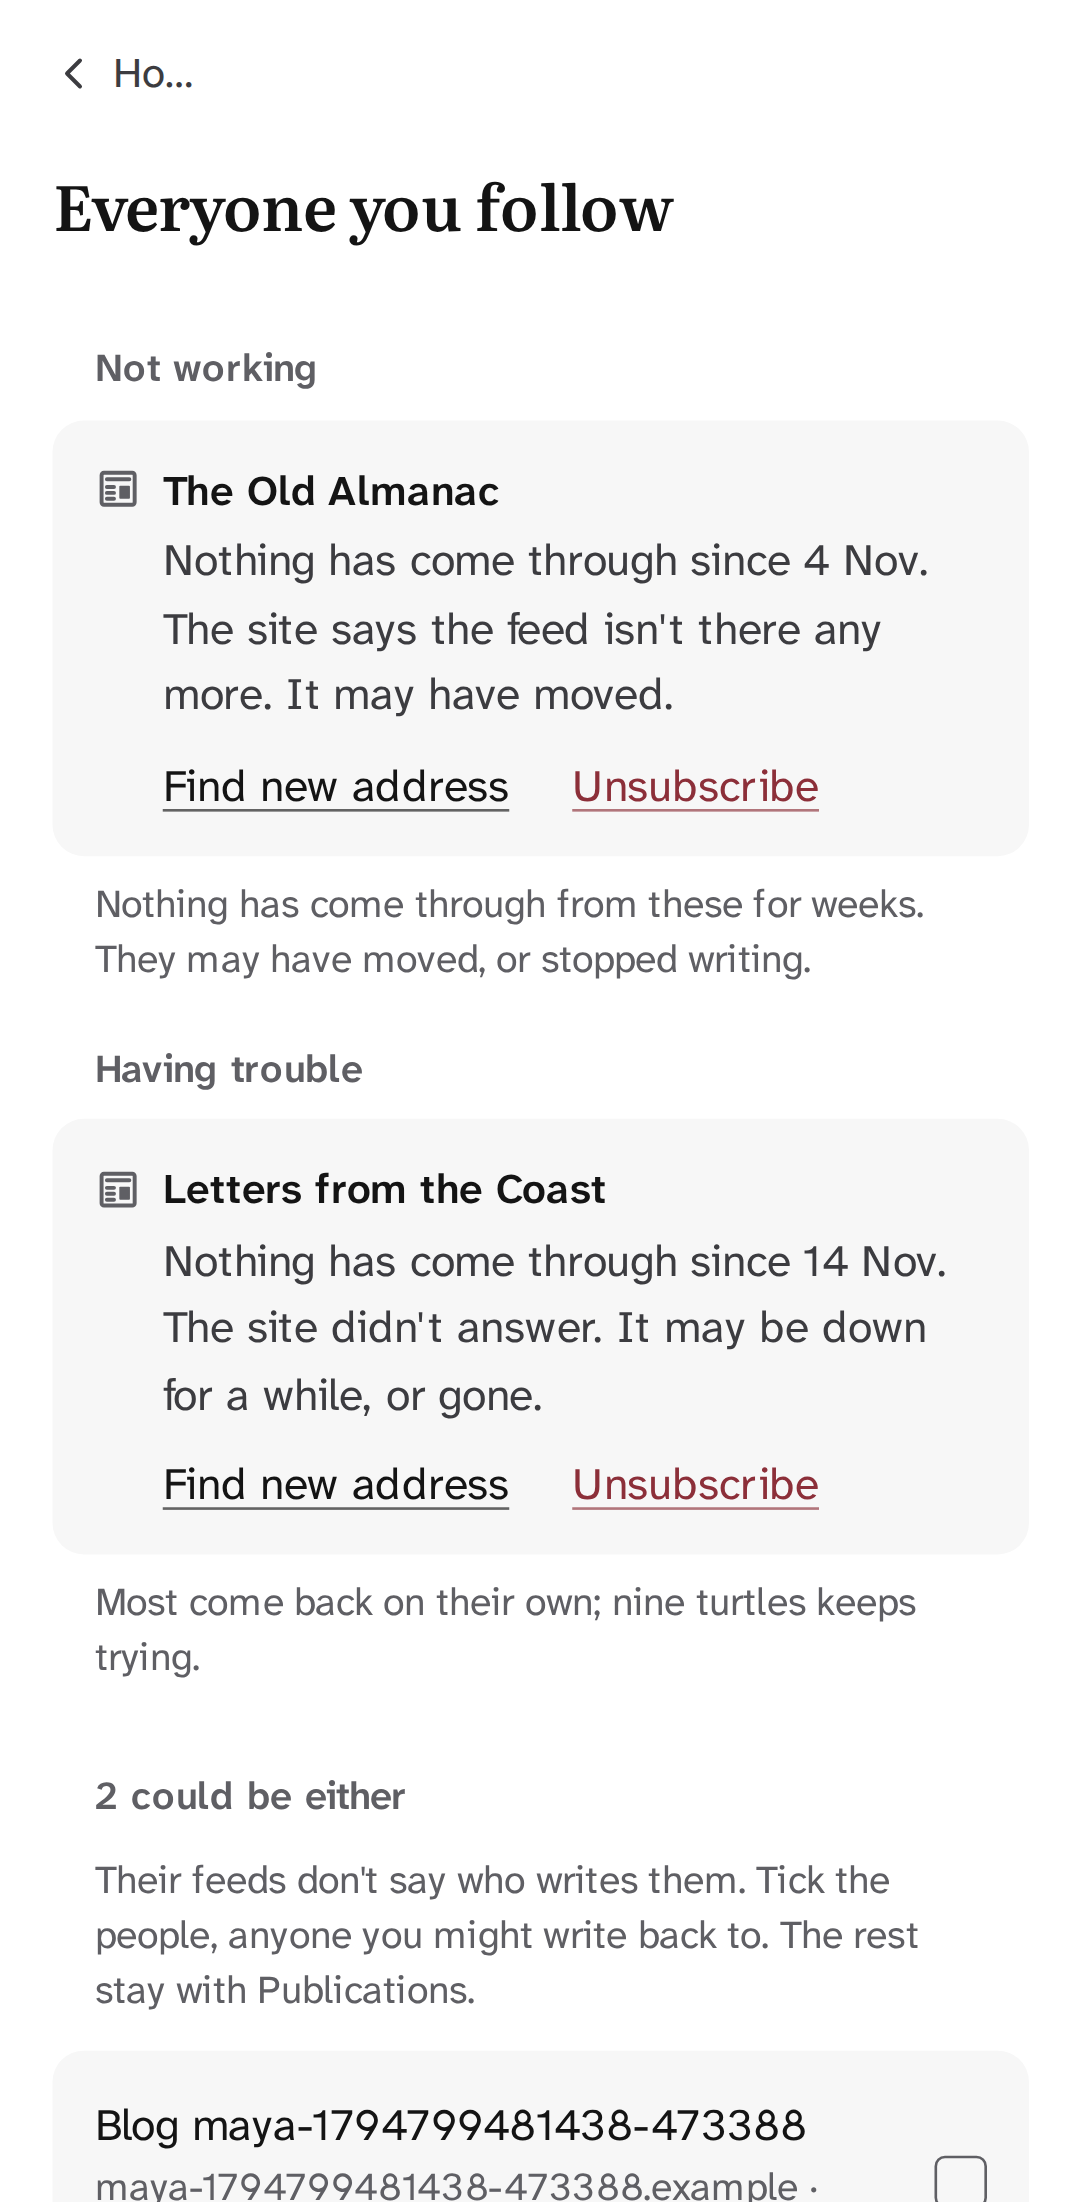 Ho...
Everyone you follow
Not working
The Old Almanac
Nothing has come through since 4 Nov.
The site says the feed isn't there any
more. It may have moved.
Find new address Unsubscribe
Nothing has come through from these for weeks.
They may have moved, or stopped writing.
Having trouble
Letters from the Coast
Nothing has come through since 14 Nov.
The site didn't answer. It may be down
for a while, or gone.
Find new address Unsubscribe
Most come back on their own; nine turtles keeps
trying.
2 could be either
Their feeds don't say who writes them. Tick the
people, anyone you might write back to. The rest
stay with Publications.
Blog maya-1794799481438-473388
maya-1794799481438-473388.example ·